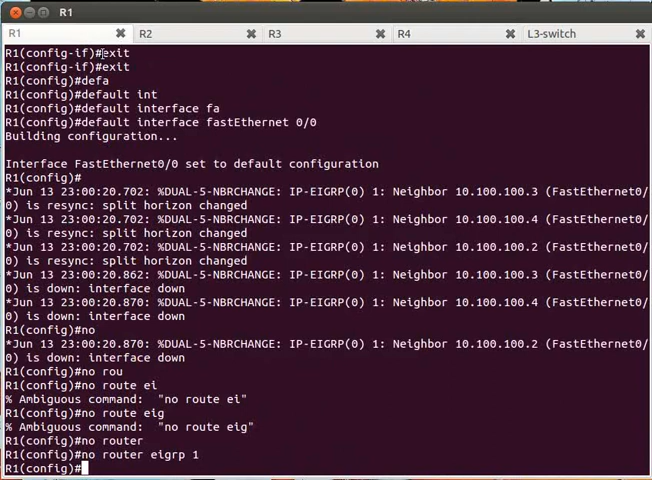 R1
R1
R2
R3
R4
L3-switch
R1(config-if)#exit
R1(config-if)#exit
R1(config)#defa
R1(config)#default int
R1(config)#default interface fa
R1(config)#default interface fastEthernet 0/0
Building configuration...
Interface FastEthernet0/0 set to default configuration
R1(config)#
*Jun 13 23:00:20.702: %DUAL-5-NBRCHANGE: IP-EIGRP(0) 1: Neighbor 10.100.100.3 (FastEthernet0/
0) is resync: split horizon changed
*Jun 13 23:00:20.702: %DUAL-5-NBRCHANGE: IP-EIGRP(0) 1: Neighbor 10.100.100.4 (FastEthernet0/
0) is resync: split horizon changed
*Jun 13 23:00:20.702: %DUAL-5-NBRCHANGE: IP-EIGRP(0) 1: Neighbor 10.100.100.2 (FastEthernet0/
0) is resync: split horizon changed
*Jun 13 23:00:20.862: %DUAL-5-NBRCHANGE: IP-EIGRP(0) 1: Neighbor 10.100.100.3 (FastEthernet0/
0) is down: interface down
*Jun 13 23:00:20.870: %DUAL-5-NBRCHANGE: IP-EIGRP(0) 1: Neighbor 10.100.100.4 (FastEthernet0/
0) is down: interface down
R1(config)#no
*Jun 13 23:00:20.870: %DUAL-5-NBRCHANGE: IP-EIGRP(0) 1: Neighbor 10.100.100.2 (FastEthernet0/
0) is down: interface down
R1(config)#no rou
R1(config)#no route ei
% Ambiguous command:  "no route ei"
R1(config)#no route eig
% Ambiguous command:  "no route eig"
R1(config)#no router
R1(config)#no router eigrp 1
R1(config)#